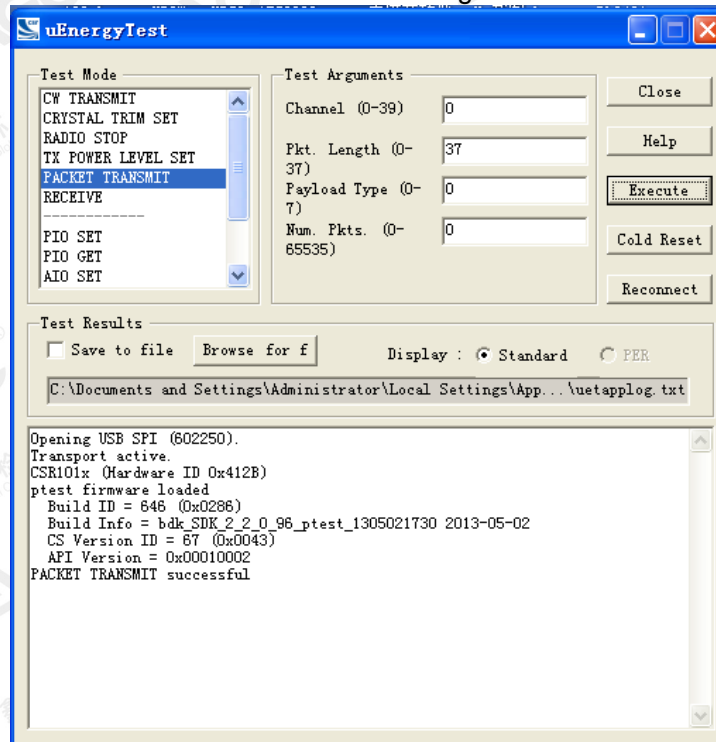 uEnergyTest
Test Mode
CW TRANSMIT
CRYSTAL TRIM SET
RADIO STOP
TX POWER LEVEL SET
PACKET TRANSMIT
RECEIVE
------------
PIO SET
PIO GET
AIO SET
Test Arguments
Channel (0-39)
0
Pkt. Length (0-
37)
37
Payload Type (0-
7)
0
Num. Pkts. (0-
65535)
0
Close
Help
Execute
Cold Reset
Reconnect
Test Results
Save to file
Browse for f
Display :
Standard
PER
C:\Documents and Settings\Administrator\Local Settings\App...\uetapplog.txt
Opening USB SPI (602250).
Transport active.
CSR101x (Hardware ID 0x412B)
ptest firmware loaded
Build ID = 646 (0x0286)
Build Info = bdk_SDK_2_2_0_96_ptest_1305021730 2013-05-02
CS Version ID = 67 (0x0043)
API Version = 0x00010002
PACKET TRANSMIT successful